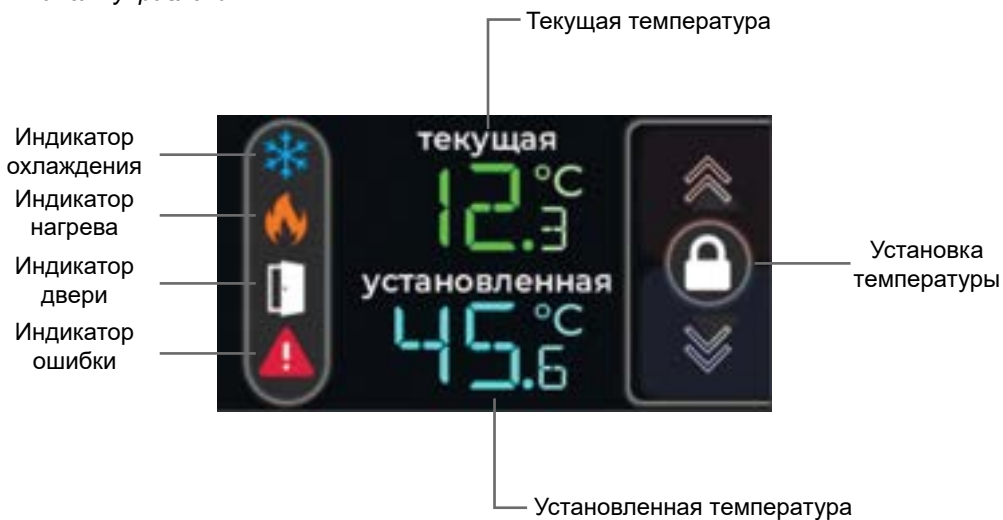 Текущая температура
Индикатор
охлаждения
Индикатор
нагрева
Индикатор
двери
Индикатор
ошибки
текущая
12.3 °C
установленная
45.6 °C
Установка
температуры
Установленная температура